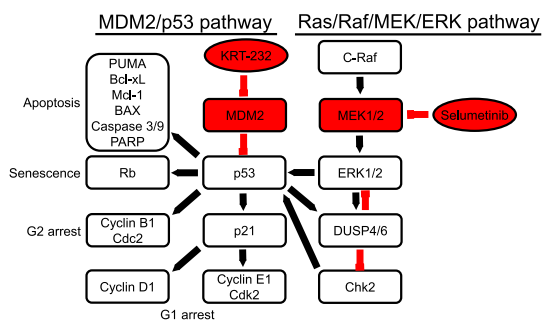 MDM2/p53 pathway
Ras/Raf/MEK/ERK pathway
KRT-232
C-Raf
PUMA
Bcl-xL
Mcl-1
BAX
Caspase 3/9
PARP
Apoptosis
MDM2
MEK1/2
Selumetinib
Senescence
Rb
p53
ERK1/2
G2 arrest
Cyclin B1
Cdc2
p21
DUSP4/6
Cyclin D1
Cyclin E1
Cdk2
Chk2
G1 arrest